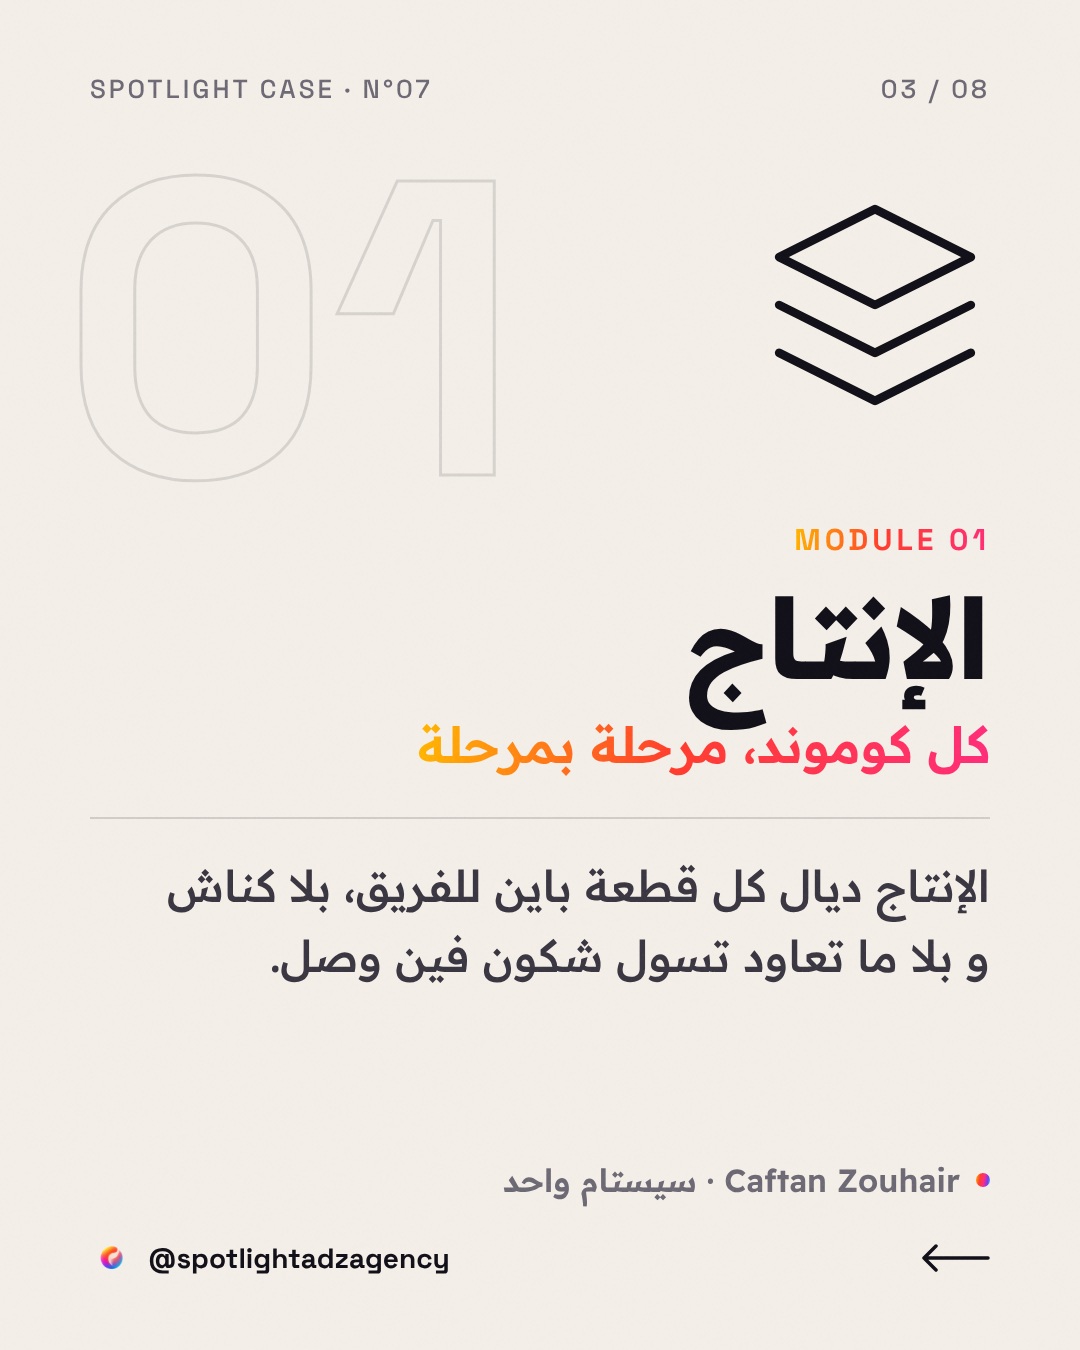 SPOTLIGHT CASE · N°07
03 / 08
01
MODULE 01
الإنتاج
كل كوموند، مرحلة بمرحلة
الإنتاج ديال كل قطعة باين للفريق، بلا كناش
و بلا ما تعاود تسول شكون فين وصل.
Caftan Zouhair · سيستام واحد
@spotlightadzagency